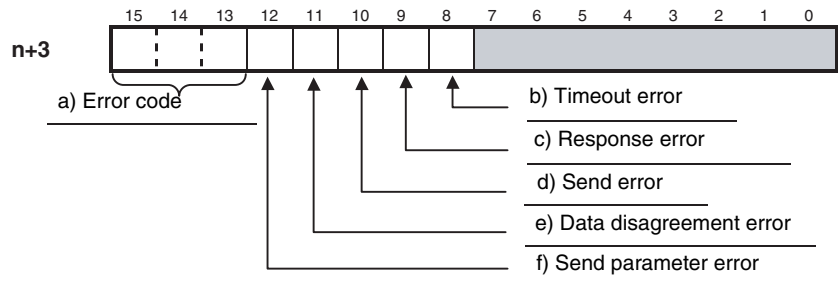 15 14 13 12 11 10 9 8 7 6 5 4 3 2 1 0
n+3
a) Error code
b) Timeout error
c) Response error
d) Send error
e) Data disagreement error
f) Send parameter error